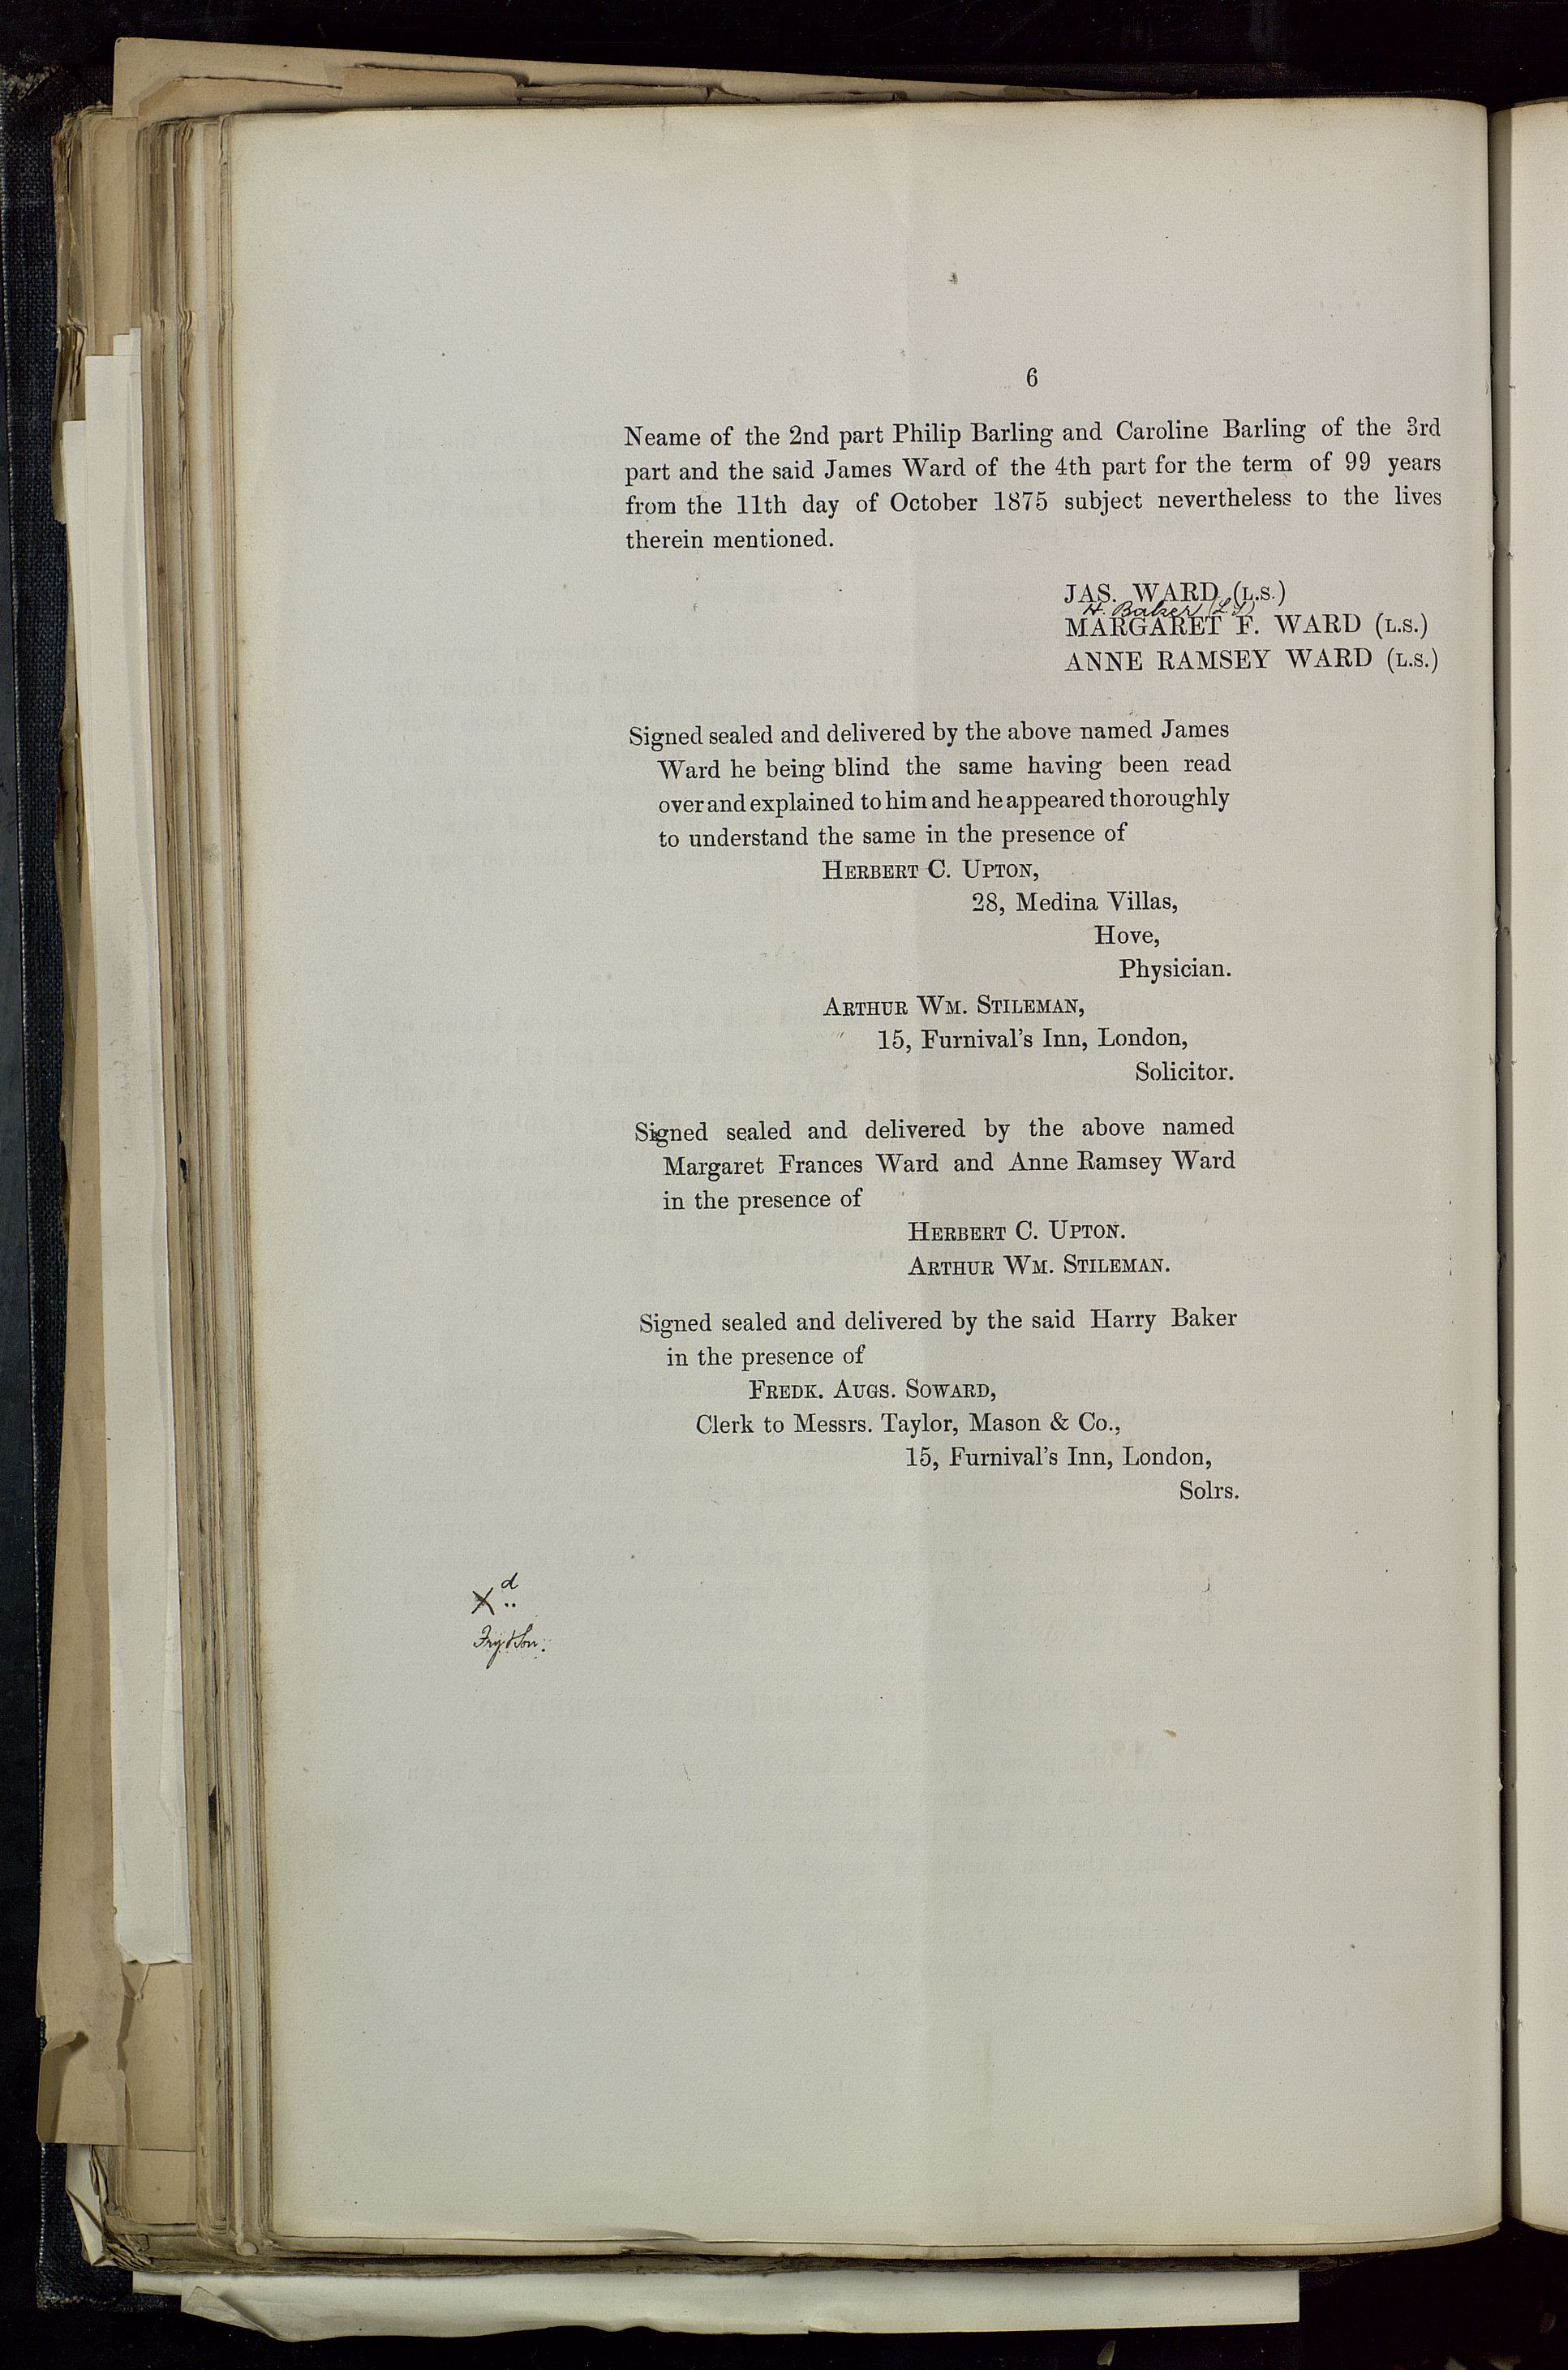 6
Neame of the 2nd part Philip Barling and Caroline Barling of the 3rd
part and the said James Ward of the 4th part for the term of 99 years
from the 11th day of October 1875 subject nevertheless to the lives
therein mentioned.
JAS. WARD (L.S.)
H. Baker (L.S)
MARGARET F. WARD (L.S.)
ANNE RAMSEY WARD (L.S.)
Signed sealed and delivered by the above named James
Ward he being blind the same having been read
over and explained to him and he appeared thoroughly
to understand the same in the presence of
HERBERT C. UPTON,
28, Medina Villas,
Hove,
Physician.
ARTHUR WM. STILEMAN,
15, Furnival's Inn, London,
Solicitor.
Signed sealed and delivered by the above named
Margaret Frances Ward and Anne Ramsey Ward
in the presence of
HERBERT C. UPTON.
ARTHUR WM. STILEMAN.
Signed sealed and delivered by the said Harry Baker
in the presence of
FREDK. AUGS. SOWARD,
Clerk to Messrs. Taylor, Mason & Co.,
15, Furnival's Inn, London,
Solrs.
Xd
Fry & Son.